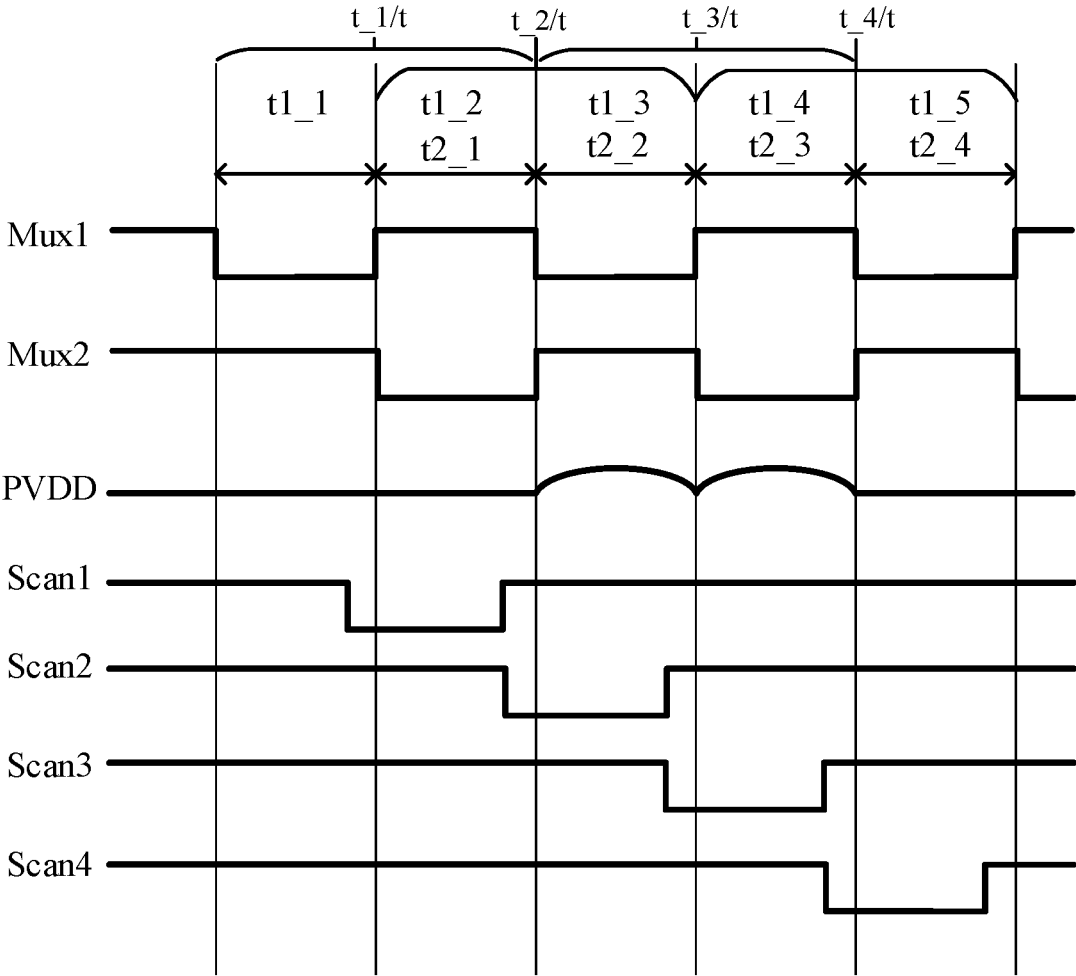 t_1/t t_2/t t_3/t t_4/t
t1_1 t1_2 t1_3 t1_4 t1_5
t2_1 t2_2 t2_3 t2_4
Mux1
Mux2
PVDD
Scan1
Scan2
Scan3
Scan4